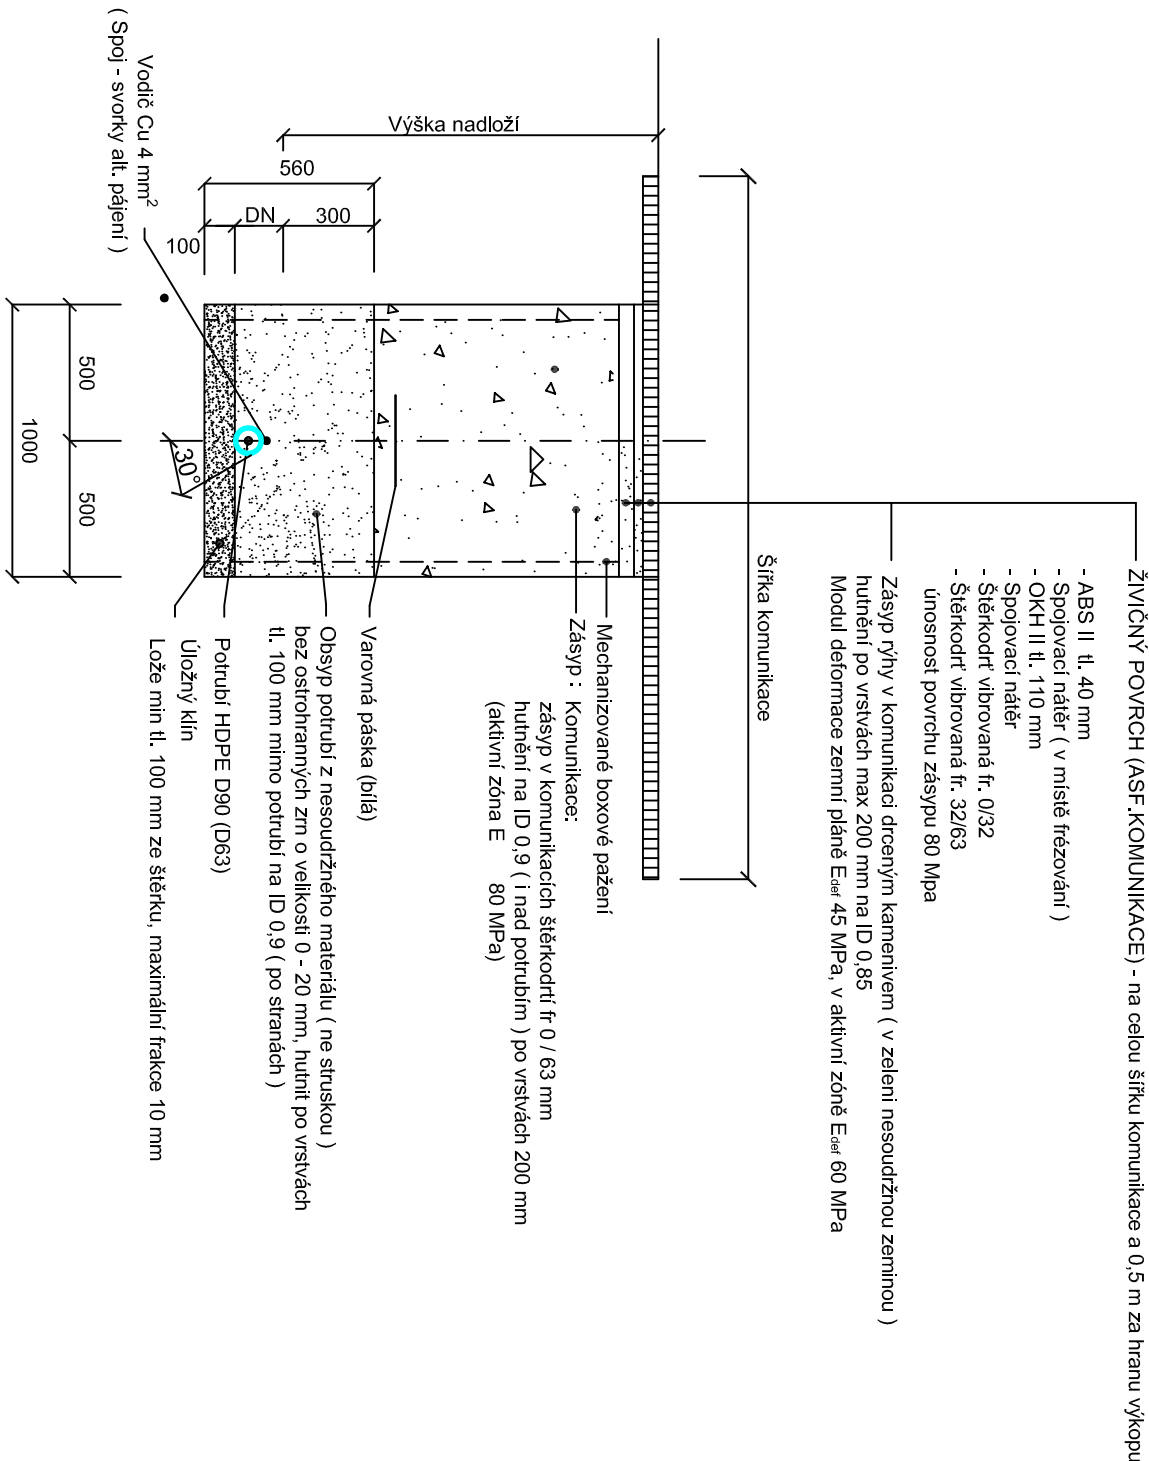 ŽIVIČNÝ POVRCH (ASF.KOMUNIKACE) - na celou šířku komunikace a 0,5 m za hranu výkopu
- ABS II tl. 40 mm
- Spojovací nátěr ( v místě frézování )
- OKH II tl. 110 mm
- Spojovací nátěr
- Štěrkodrť vibrovaná fr. 0/32
- Štěrkodrť vibrovaná fr. 32/63
únosnost povrchu zásypu 80 Mpa
Zásyp rýhy v komunikaci drceným kamenivem ( v zeleni nesoudržnou zeminou )
hutnění po vrstvách max 200 mm na ID 0,85
Modul deformace zemní pláně Edef 45 MPa, v aktivní zóně Edef 60 MPa
Šířka komunikace
Výška nadloží
Mechanizované boxové pažení
Zásyp : Komunikace:
zásyp v komunikacích štěrkodrtí fr 0 / 63 mm
hutnění na ID 0,9 ( i nad potrubím ) po vrstvách 200 mm
(aktivní zóna E 80 MPa)
Varovná páska (bílá)
Obsyp potrubí z nesoudržného materiálu ( ne struskou )
bez ostrohranných zrn o velikosti 0 - 20 mm, hutnit po vrstvách
tl. 100 mm mimo potrubí na ID 0,9 ( po stranách )
Potrubí HDPE D90 (D63)
Úložný klín
Lože min tl. 100 mm ze štěrku, maximální frakce 10 mm
560
300
DN
100
Vodič Cu 4 mm²
( Spoj - svorky alt. pájení )
30°
500
500
1000